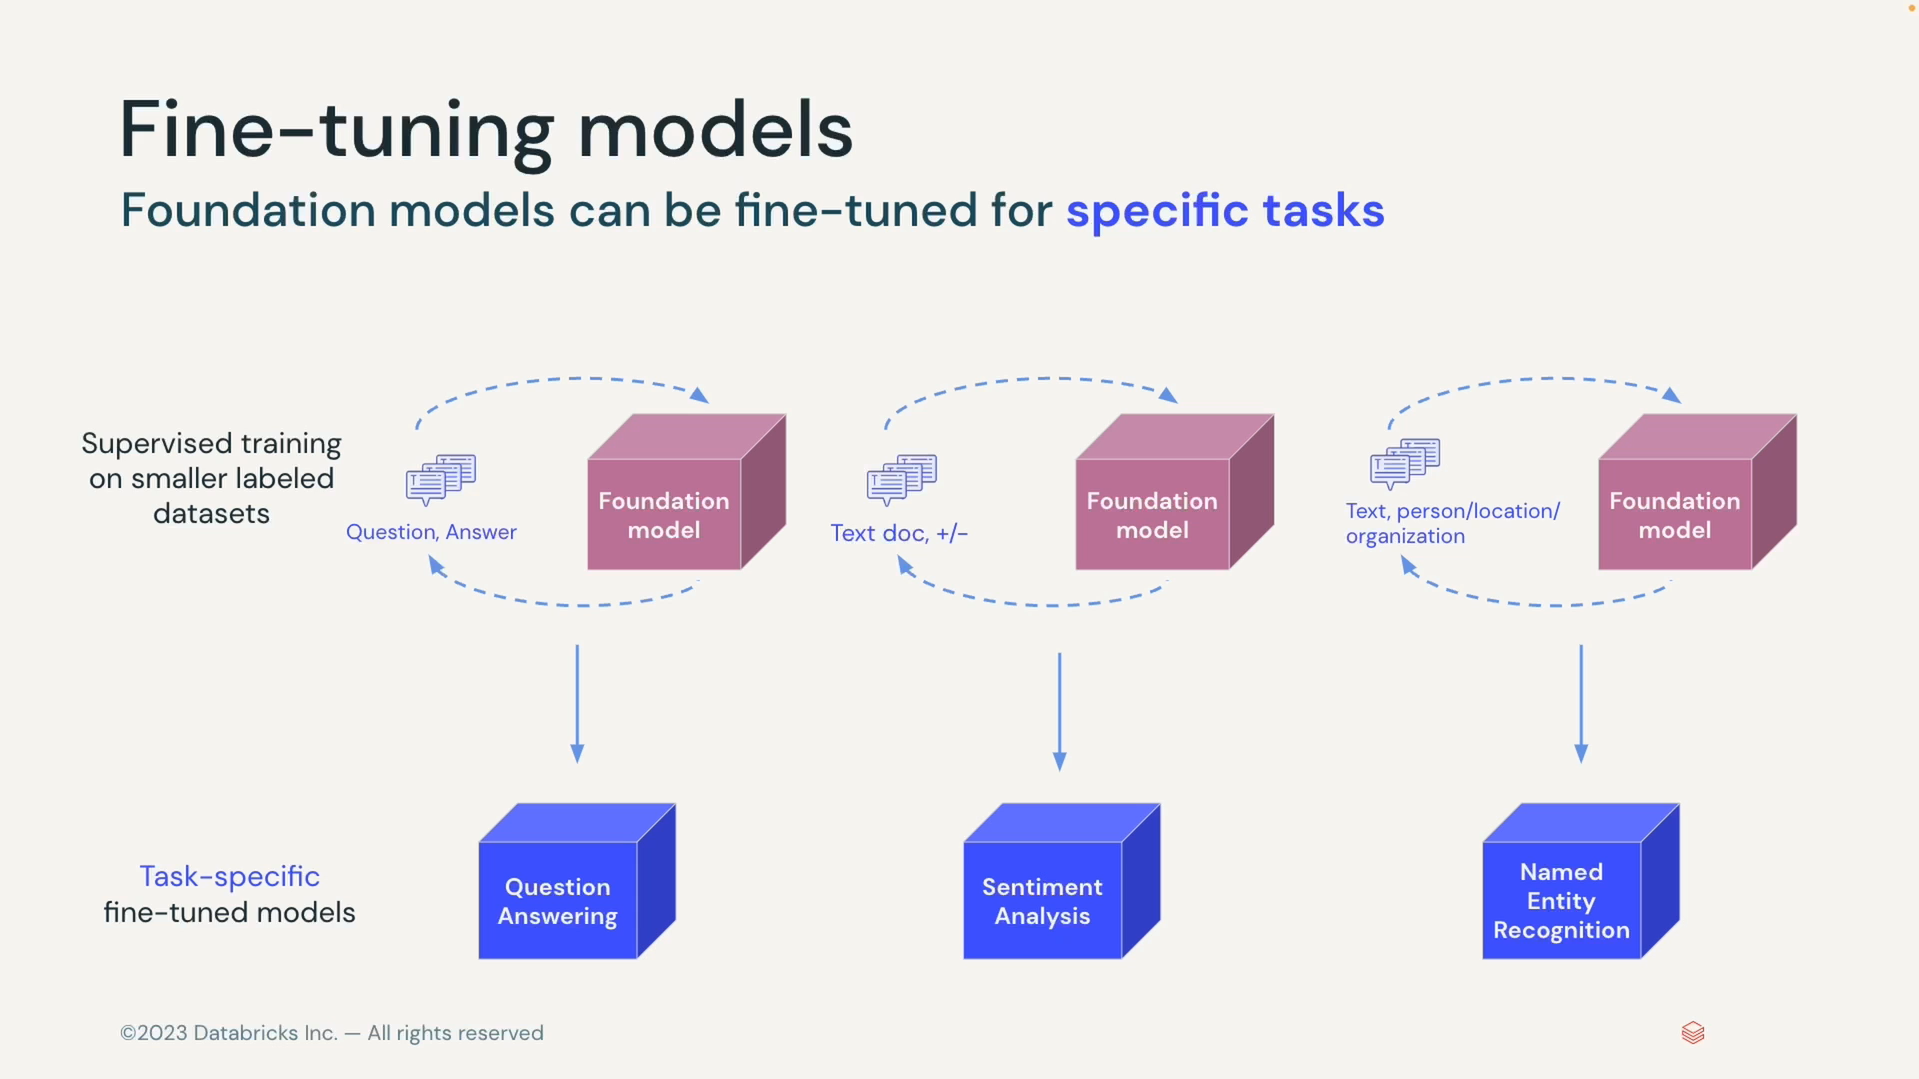 Fine-tuning models
Foundation models can be fine-tuned for specific tasks
Supervised training
on smaller labeled
datasets
Question, Answer
Foundation
model
Text doc, +/-
Foundation
model
Text, person/location/
organization
Foundation
model
Task-specific
fine-tuned models
Question
Answering
Sentiment
Analysis
Named
Entity
Recognition
©2023 Databricks Inc. — All rights reserved